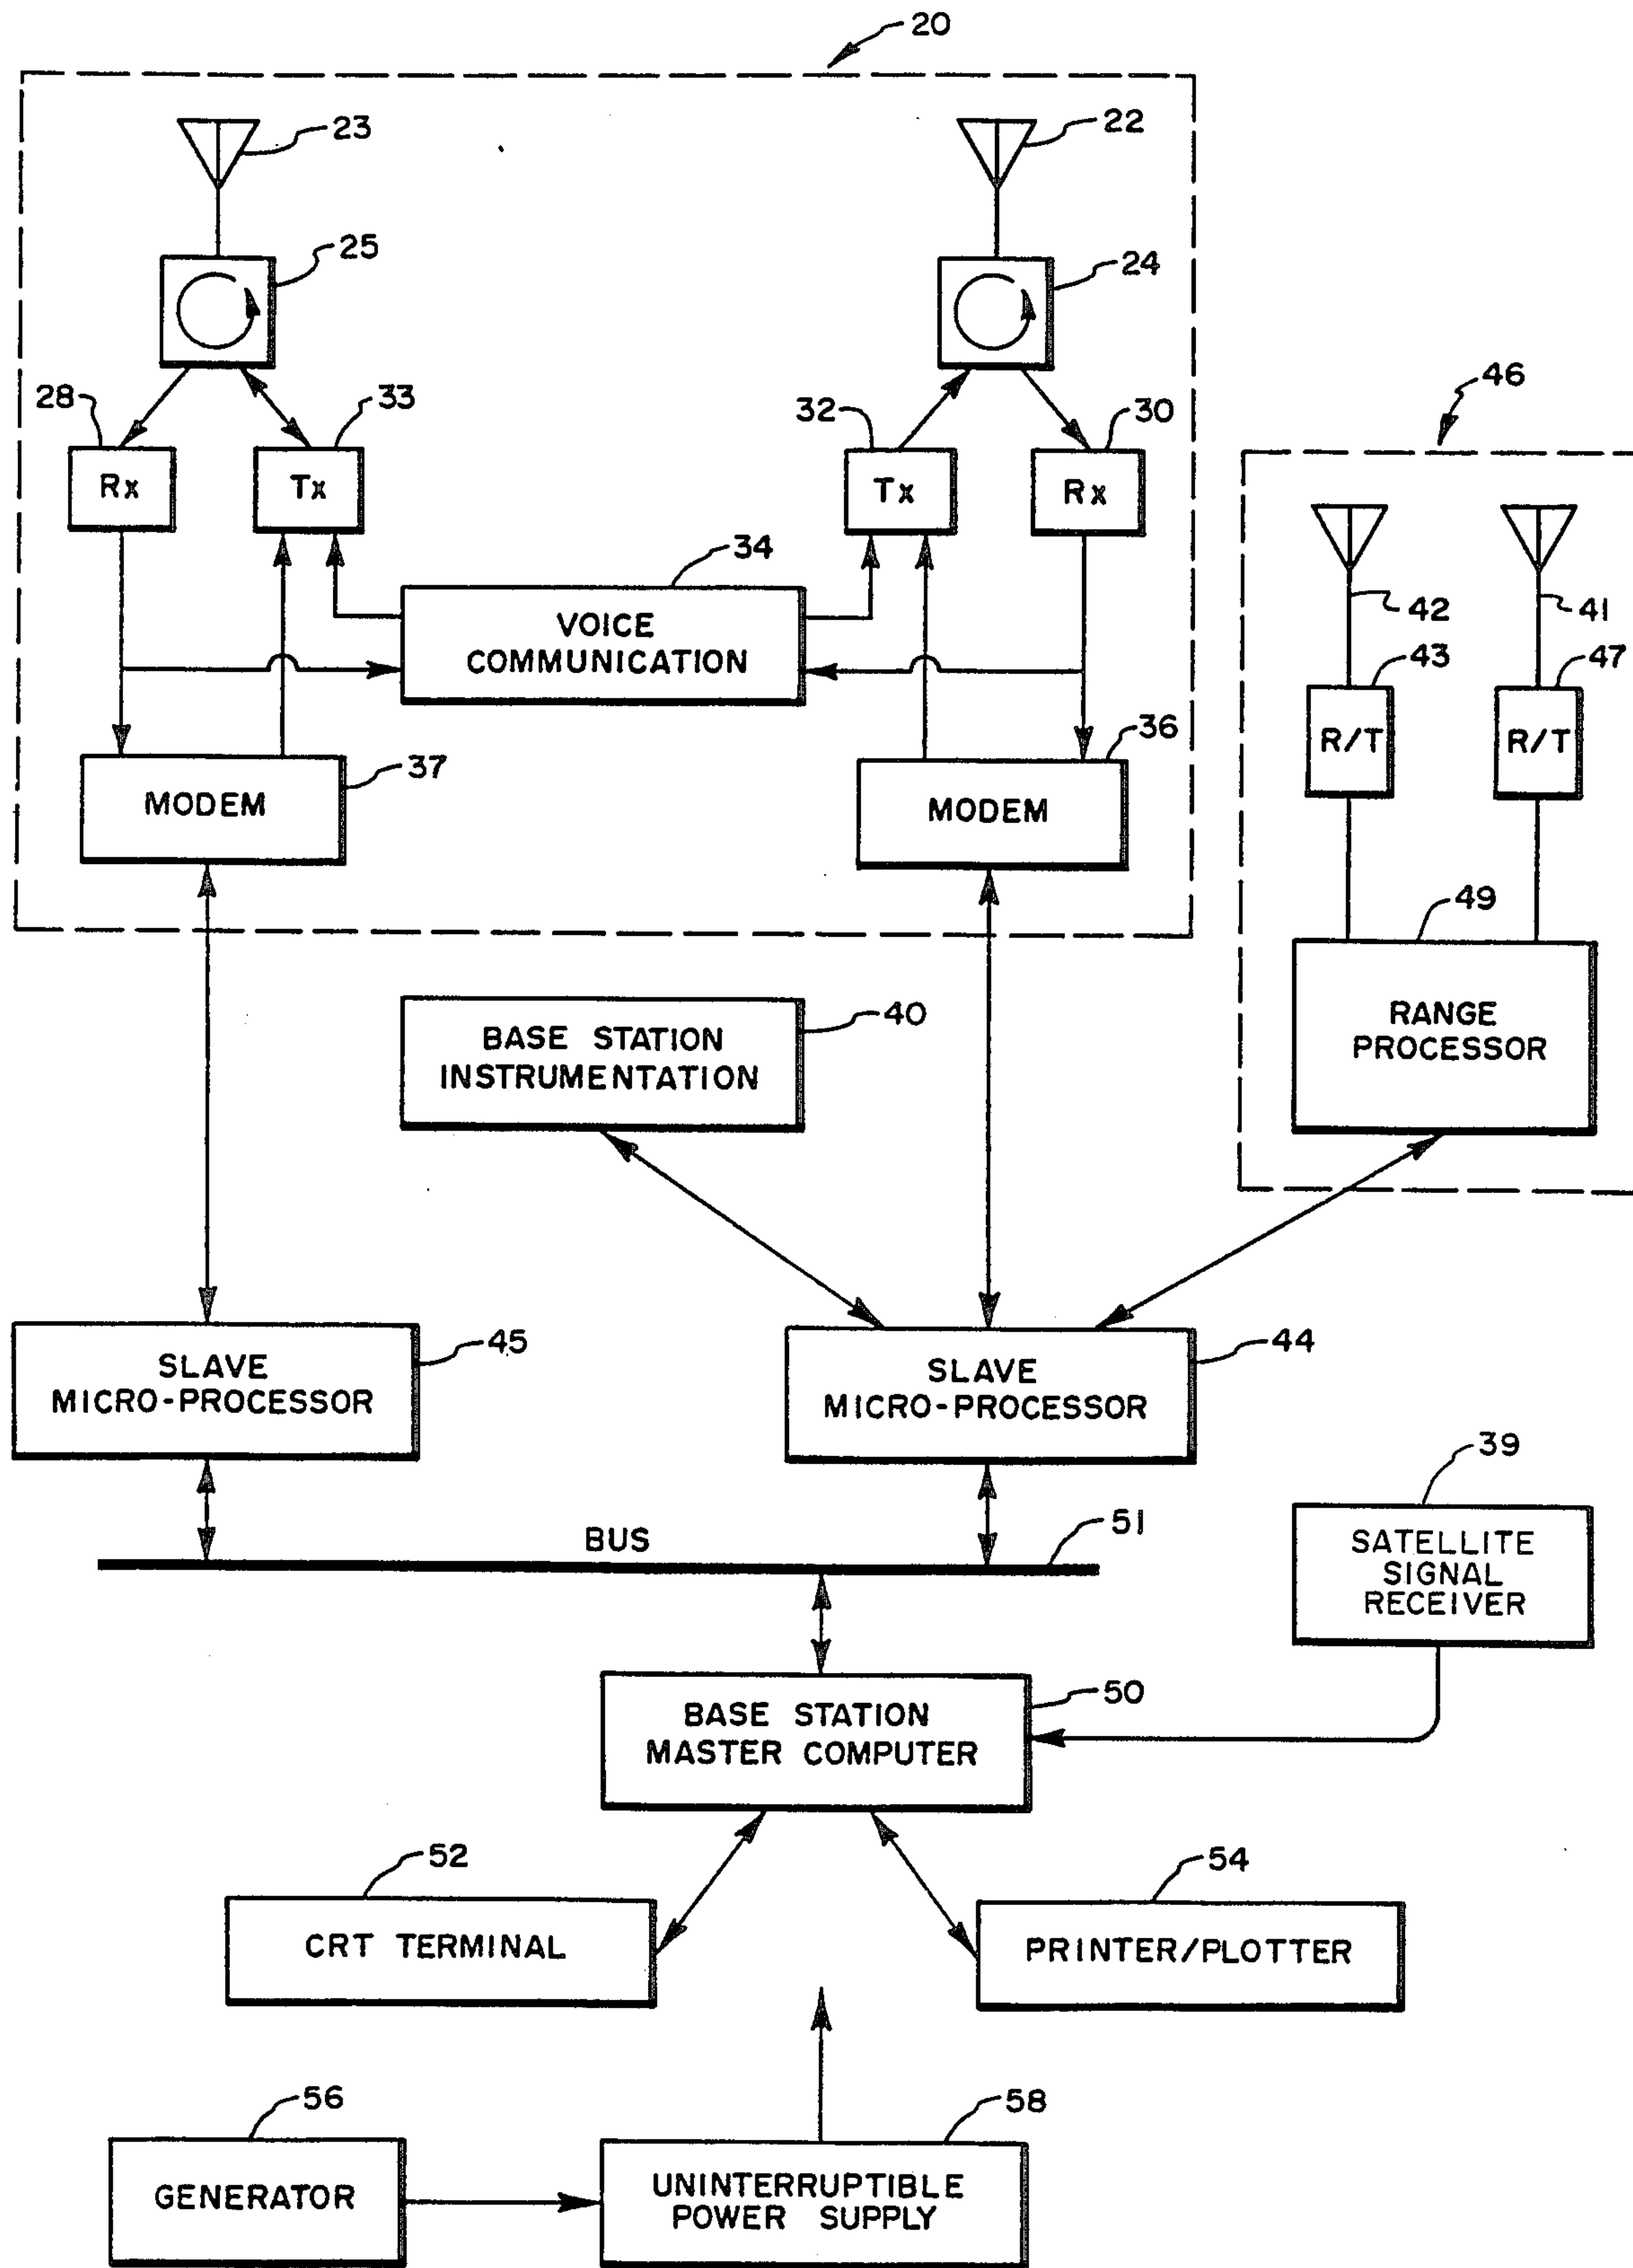 20
23
22
25
24
28
33
32
30
46
Rx
Tx
Tx
Rx
34
VOICE
COMMUNICATION
42
41
43
47
R/T
R/T
37
MODEM
36
MODEM
49
RANGE
PROCESSOR
40
BASE STATION
INSTRUMENTATION
45
SLAVE
MICRO-PROCESSOR
44
SLAVE
MICRO-PROCESSOR
39
SATELLITE
SIGNAL
RECEIVER
BUS
51
50
BASE STATION
MASTER COMPUTER
52
CRT TERMINAL
54
PRINTER/PLOTTER
56
GENERATOR
58
UNINTERRUPTIBLE
POWER SUPPLY